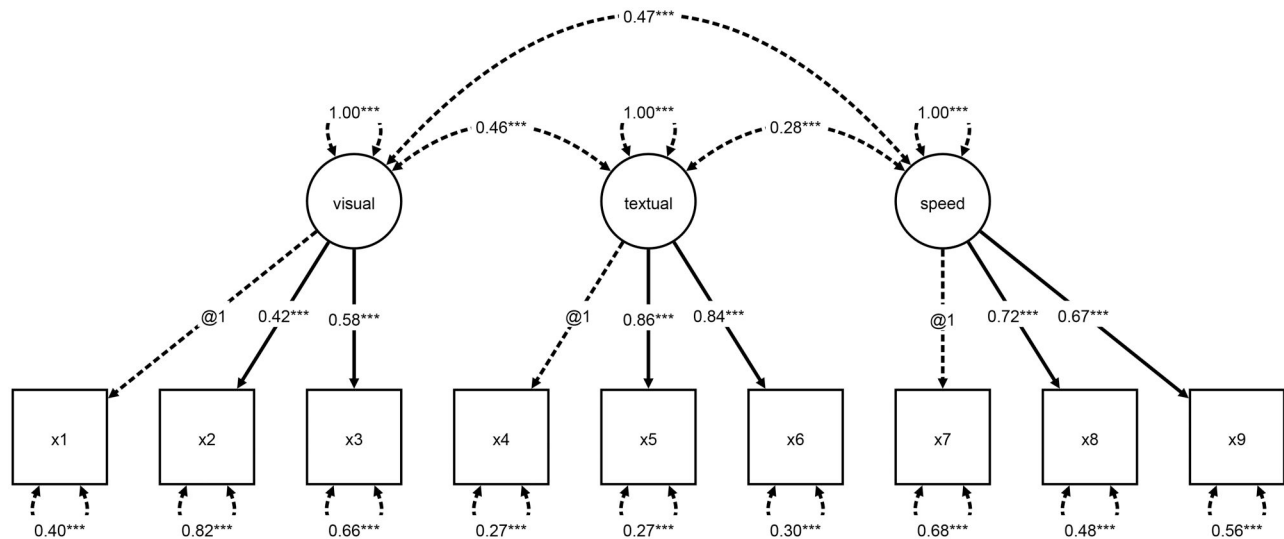 0.47***
1.00*** 1.00*** 1.00***
0.46*** 0.28***
visual textual speed
@1 0.42*** 0.58*** @1 0.86*** 0.84*** @1 0.72*** 0.67***
x1 x2 x3 x4 x5 x6 x7 x8 x9
0.40*** 0.82*** 0.66*** 0.27*** 0.27*** 0.30*** 0.68*** 0.48*** 0.56***